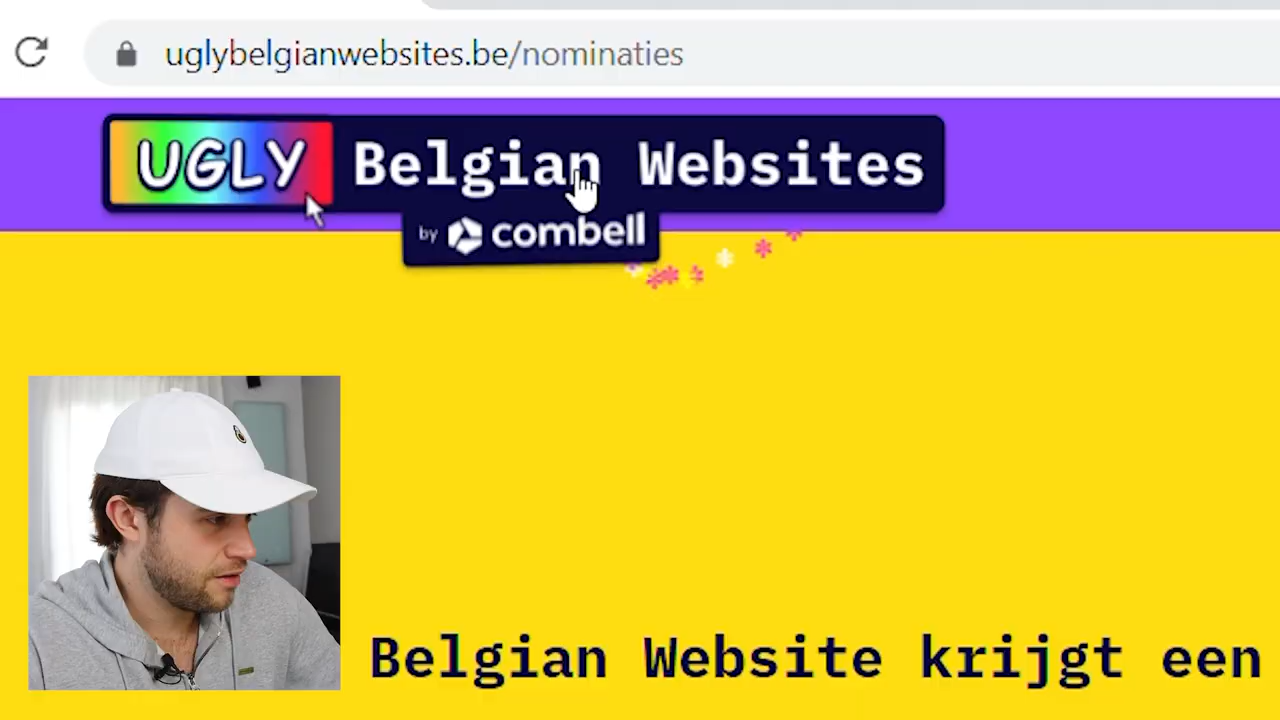 uglybelgianwebsites.be/nominaties
UGLY Belgian Websites
by combell
Belgian Website krijgt een